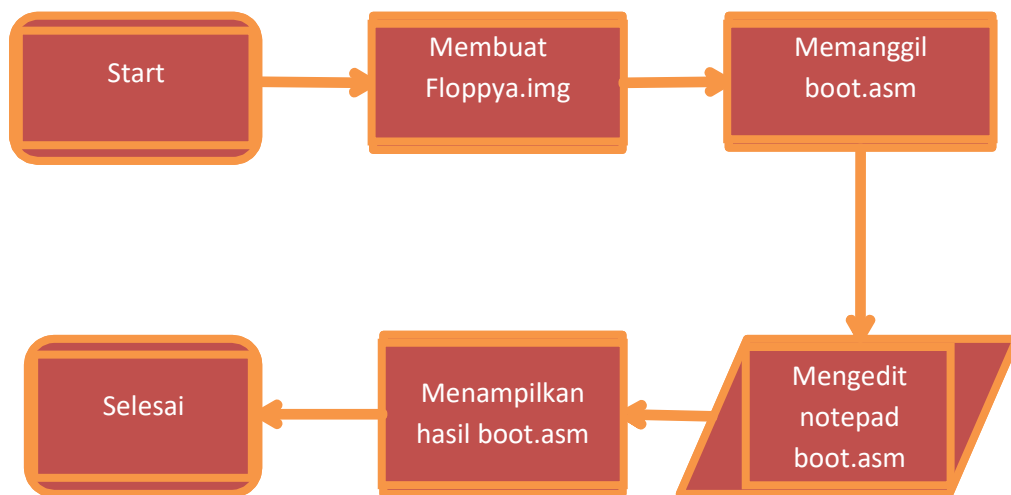 Start
Membuat
Floppya.img
Memanggil
boot.asm
Mengedit
notepad
boot.asm
Menampilkan
hasil boot.asm
Selesai